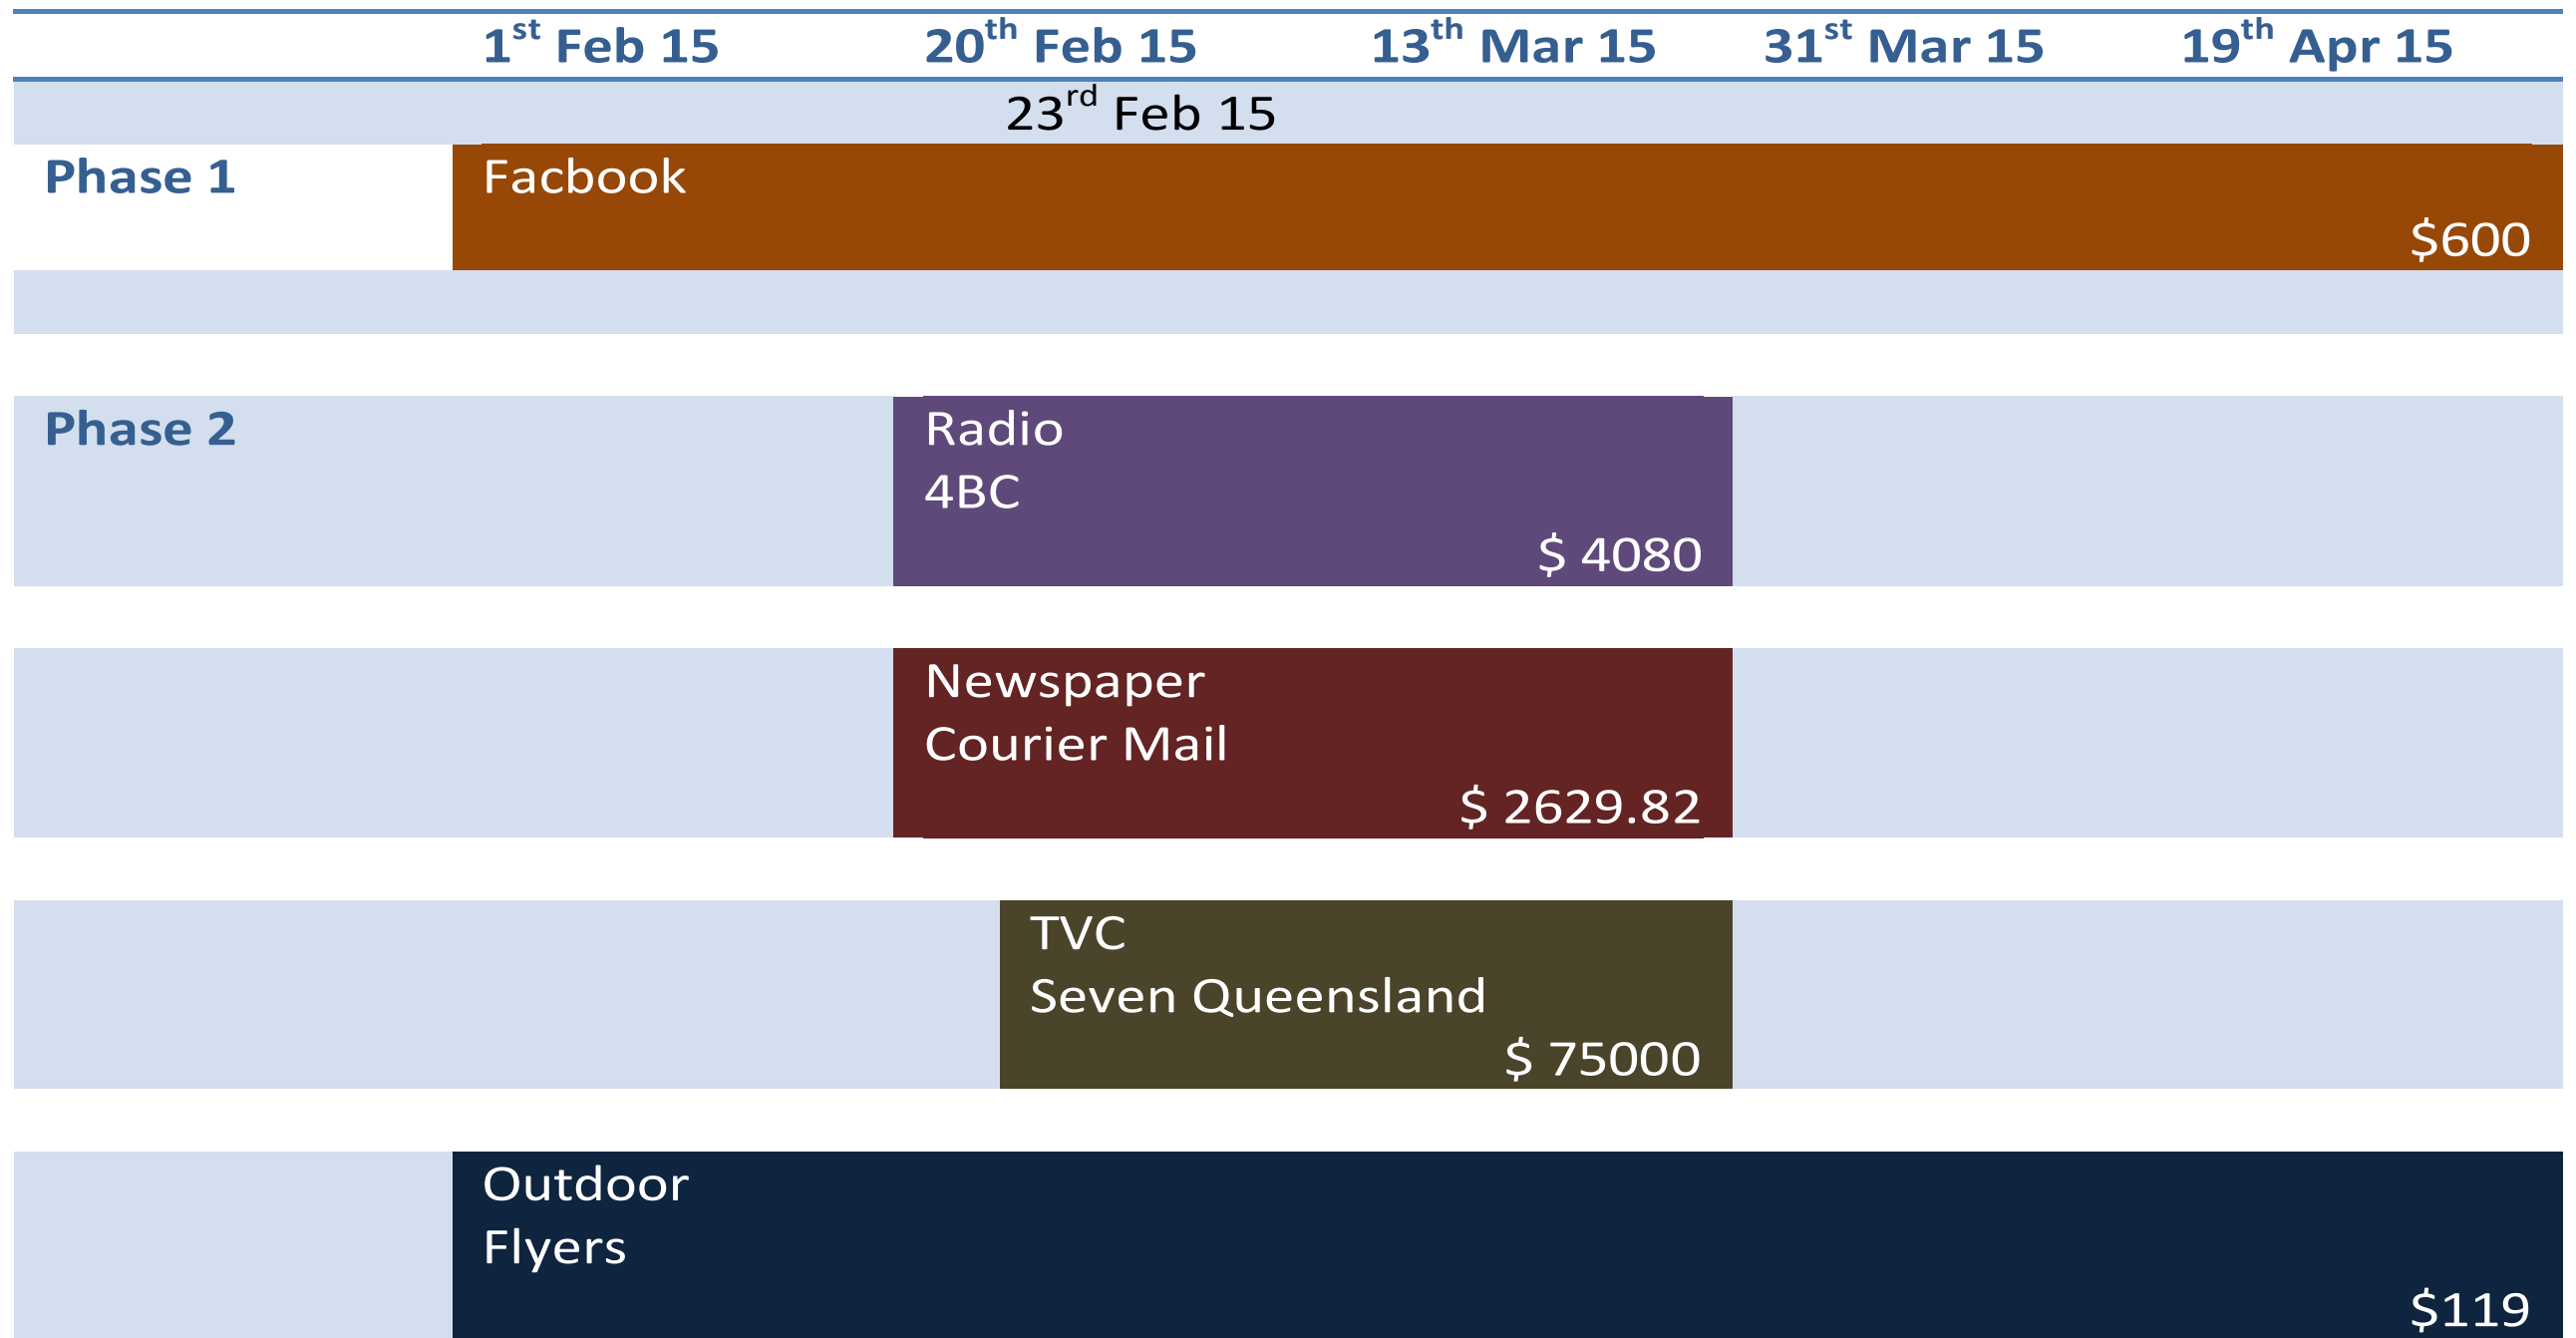 1st Feb 15 20th Feb 15 13th Mar 15 31st Mar 15 19th Apr 15
23rd Feb 15
Phase 1 Facbook
$600
Phase 2 Radio
4BC
$ 4080
Newspaper
Courier Mail
$ 2629.82
TVC
Seven Queensland
$ 75000
Outdoor
Flyers
$119